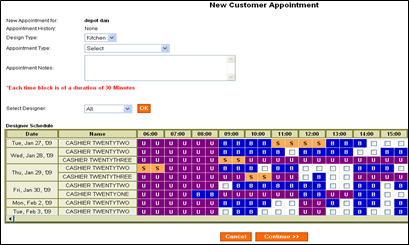 New Customer Appointment
New Appointment for: depot dan
Appointment History: None
Design Type: Kitchen
Appointment Type: Select
Appointment Notes:
*Each time block is of a duration of 30 Minutes
Select Designer: All OK
Designer Schedule
Date Name 06:00 07:00 08:00 09:00 10:00 11:00 12:00 13:00 14:00 15:00
Tue, Jan 27, '09 CASHIER TWENTYTWO U U U U U U B B B B S S S S B B B
Wed, Jan 28, '09 CASHIER TWENTYTWO U U U U U U B B B B
CASHIER TWENTYTHREE U U U U U U S S U U U U U U U U U U U U
Thu, Jan 29, '09 CASHIER TWENTYTWO S S U U U U B B B B
CASHIER TWENTYTHREE U U U U U U
Fri, Jan 30, '09 CASHIER TWENTYTWO U U U U U U
CASHIER TWENTYONE U U U U
Mon, Feb 2, '09 CASHIER TWENTYTWO U U U U U U
Tue, Feb 3, '09 CASHIER TWENTYTWO U U U U U U
Cancel Continue >>